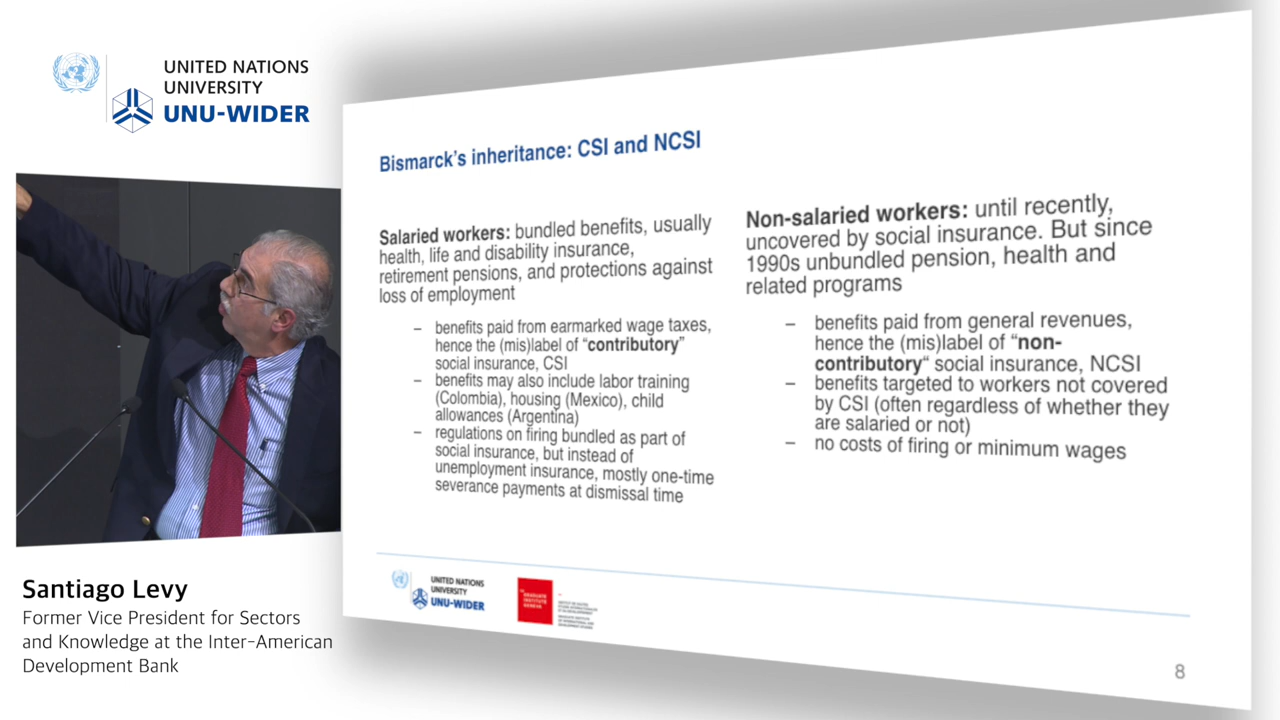 UNITED NATIONS
UNIVERSITY
UNU-WIDER
Bismarck's inheritance: CSI and NCSI
Salaried workers: bundled benefits, usually
health, life and disability insurance,
retirement pensions, and protections against
loss of employment
– benefits paid from earmarked wage taxes,
hence the (mis)label of “contributory”
social insurance, CSI
– benefits may also include labor training
(Colombia), housing (Mexico), child
allowances (Argentina)
– regulations on firing bundled as part of
social insurance, but instead of
unemployment insurance, mostly one-time
severance payments at dismissal time
Non-salaried workers: until recently,
uncovered by social insurance. But since
1990s unbundled pension, health and
related programs
– benefits paid from general revenues,
hence the (mis)label of “non-
contributory“ social insurance, NCSI
– benefits targeted to workers not covered
by CSI (often regardless of whether they
are salaried or not)
– no costs of firing or minimum wages
UNITED NATIONS
UNIVERSITY
UNU-WIDER
GRADUATE
INSTITUTE
GENEVA
8
Santiago Levy
Former Vice President for Sectors
and Knowledge at the Inter-American
Development Bank